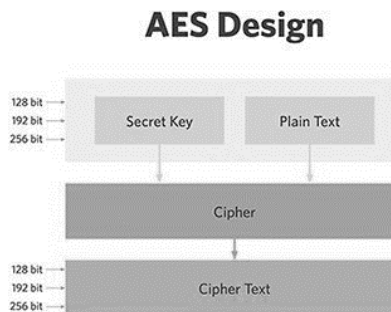 AES Design
128 bit
192 bit
256 bit
Secret Key
Plain Text
Cipher
128 bit
192 bit
256 bit
Cipher Text